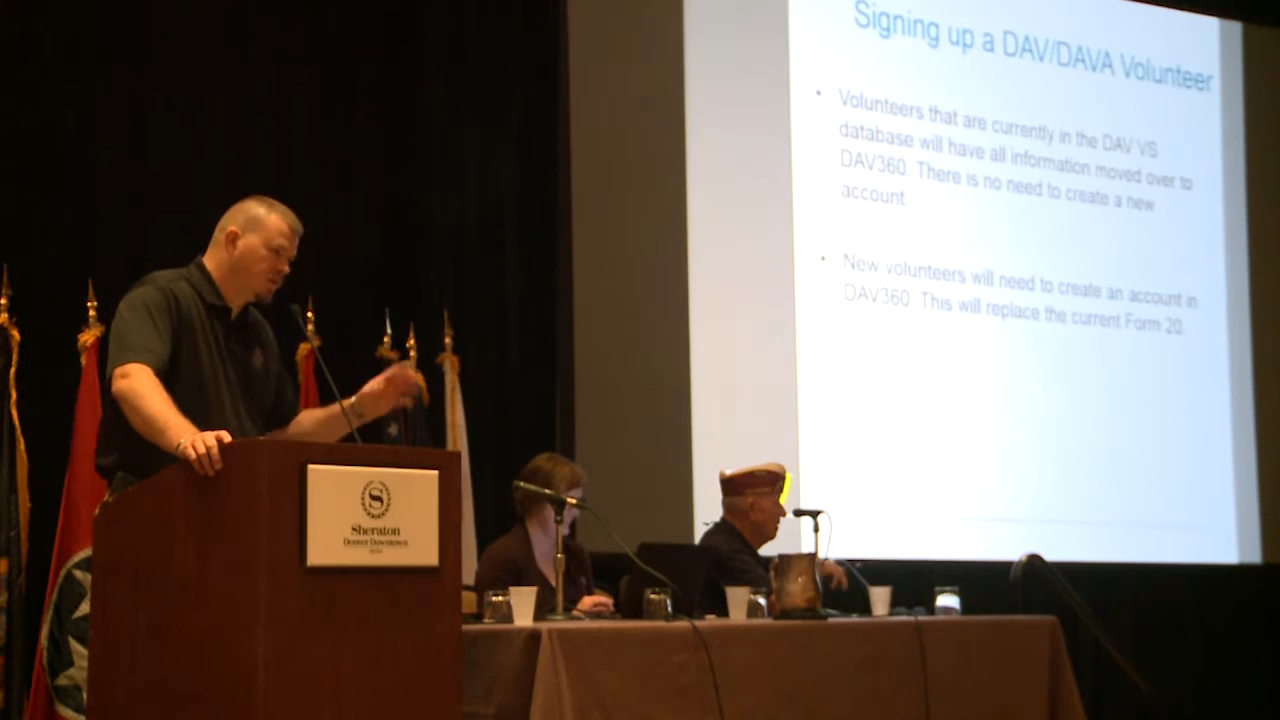 Signing up a DAV/DAVA Volunteer
• Volunteers that are currently in the DAV VS
database will have all information moved over to
DAV360. There is no need to create a new
account.
• New volunteers will need to create an account in
DAV360. This will replace the current Form 20.
S
Sheraton
Denver Downtown